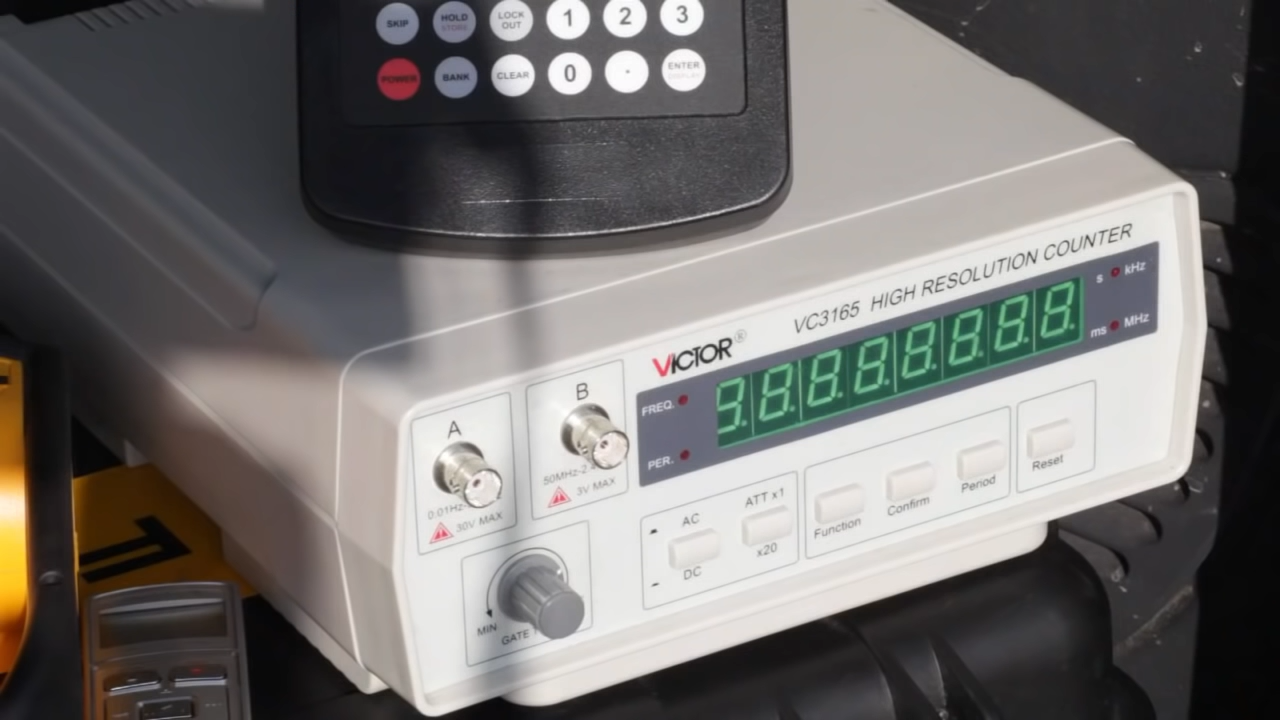 SKIP HOLD LOCK OUT 1 2 3
STORE
POWER BANK CLEAR 0 . ENTER
DISPLAY
VICTOR®
VC3165 HIGH RESOLUTION COUNTER
s kHz
ms MHz
FREQ.
PER.
A
0.01Hz-
30V MAX
B
50MHz-2.
3V MAX
MIN GATE
AC
DC
ATT x1
x20
Function
Confirm
Period
Reset